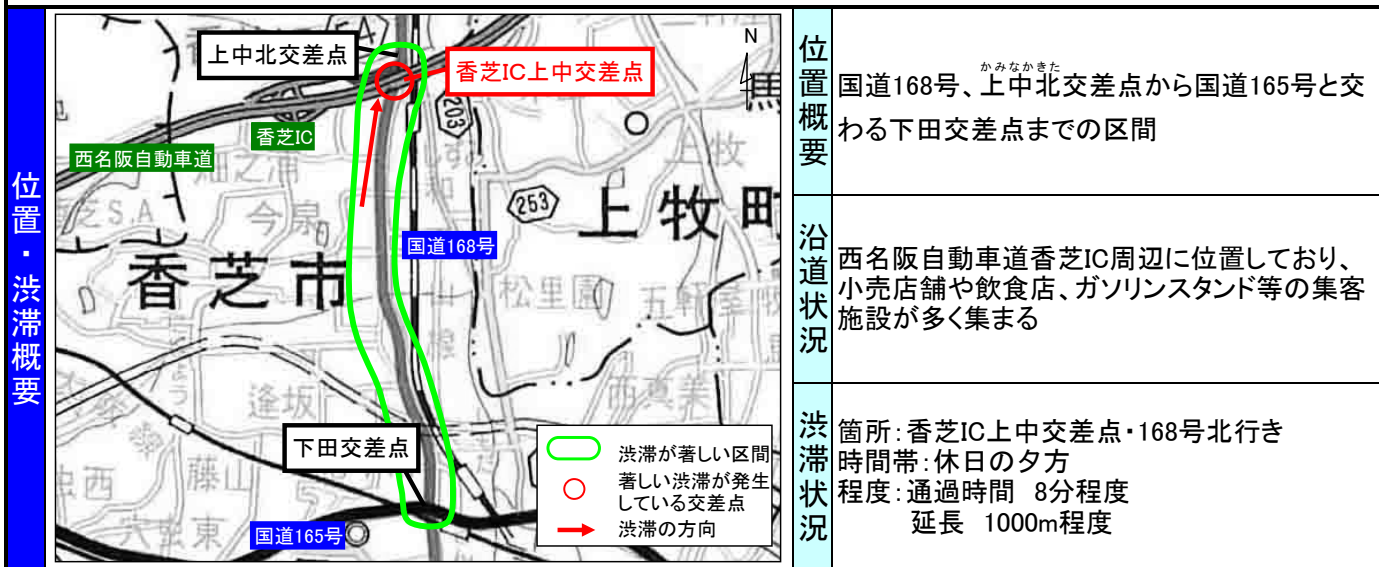 位置・渋滞概要
上中北交差点
香芝IC上中交差点
N
香芝IC
西名阪自動車道
203
253
上牧
上牧町
馬
芝S.A
今泉
国道168号
香芝市
松里園
五軒屋
逢坂
西真美
下田交差点
藤山
穴虫東
国道165号
渋滞が著しい区間
著しい渋滞が発生
している交差点
渋滞の方向
位置概要
かみなかきた
国道168号、上中北交差点から国道165号と交
わる下田交差点までの区間
沿道状況
西名阪自動車道香芝IC周辺に位置しており、
小売店舗や飲食店、ガソリンスタンド等の集客
施設が多く集まる
渋滞状況
箇所:香芝IC上中交差点・168号北行き
時間帯:休日の夕方
程度:通過時間 8分程度
延長 1000m程度